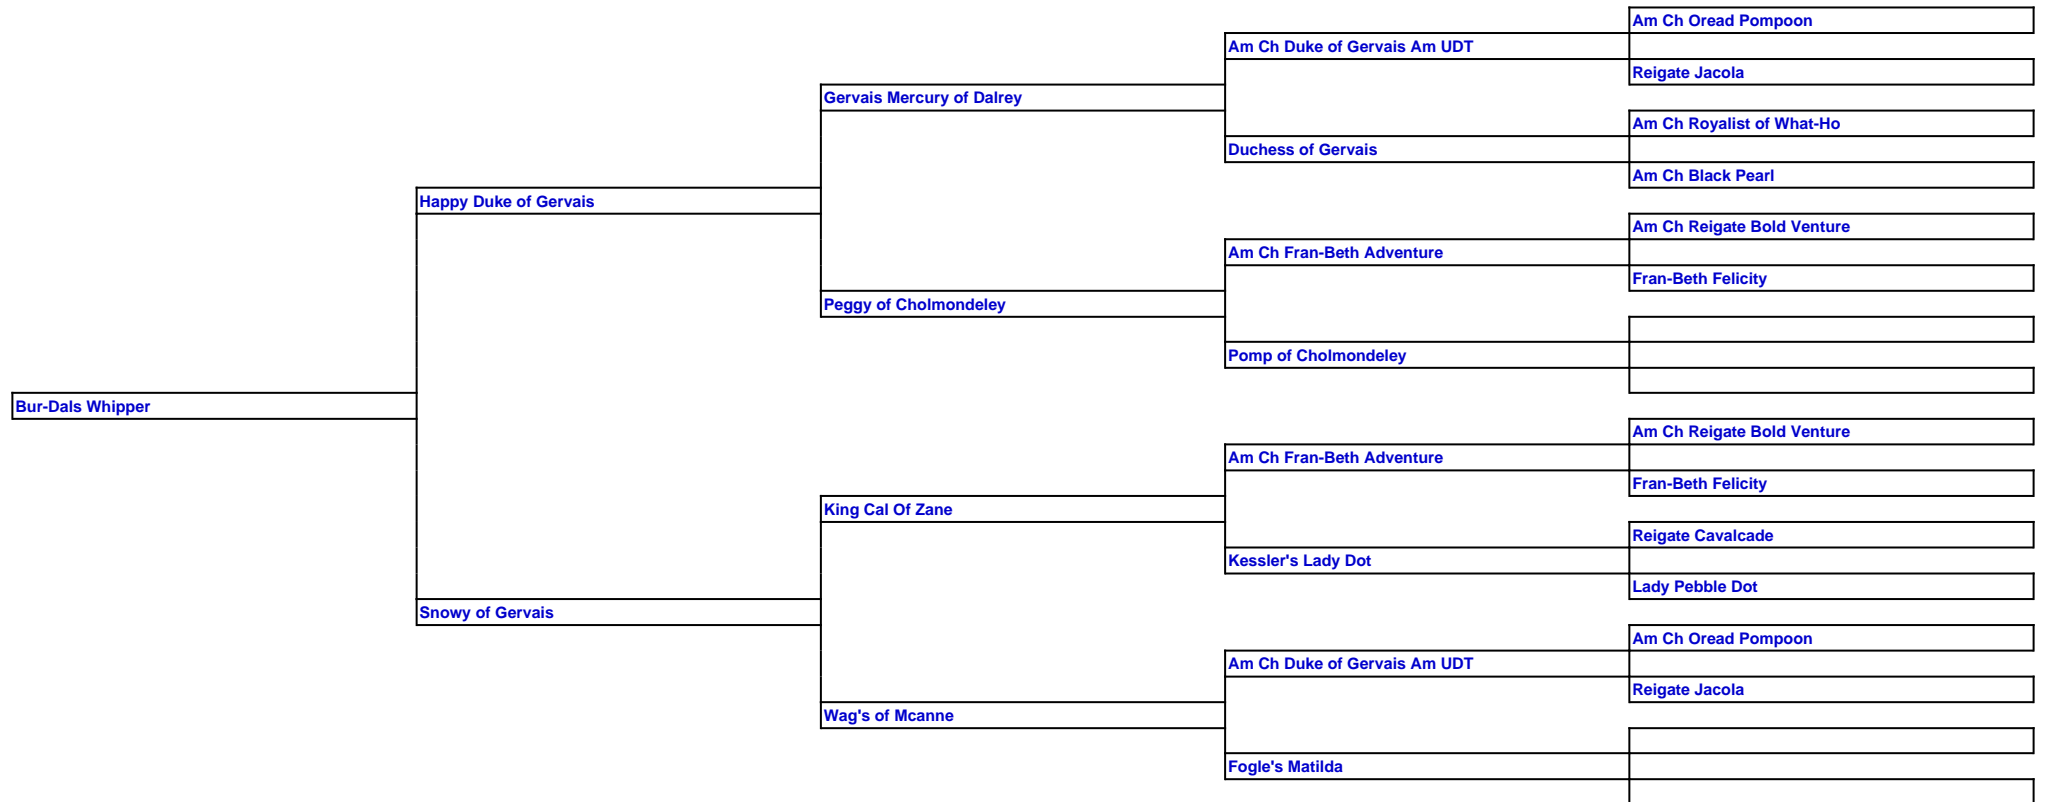 Am Ch Oread Pompoon
Am Ch Duke of Gervais Am UDT
Reigate Jacola
Gervais Mercury of Dalrey
Am Ch Royalist of What-Ho
Duchess of Gervais
Am Ch Black Pearl
Happy Duke of Gervais
Am Ch Reigate Bold Venture
Am Ch Fran-Beth Adventure
Fran-Beth Felicity
Peggy of Cholmondeley
Pomp of Cholmondeley
Bur-Dals Whipper
Am Ch Reigate Bold Venture
Am Ch Fran-Beth Adventure
Fran-Beth Felicity
King Cal Of Zane
Reigate Cavalcade
Kessler's Lady Dot
Lady Pebble Dot
Snowy of Gervais
Am Ch Oread Pompoon
Am Ch Duke of Gervais Am UDT
Reigate Jacola
Wag's of Mcanne
Fogle's Matilda